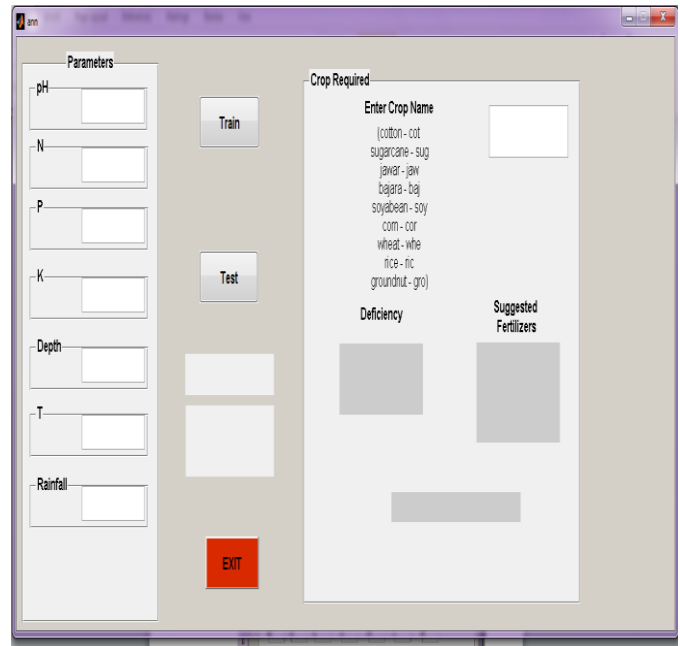 ann
Parameters
pH
N
P
K
Depth
T
Rainfall
Train
Test
EXIT
Crop Required
Enter Crop Name
(cotton - cot
sugarcane - sug
jawar - jaw
bajara - baj
soyabean - soy
corn - cor
wheat - whe
rice - ric
groundnut - gro)
Deficiency
Suggested
Fertilizers